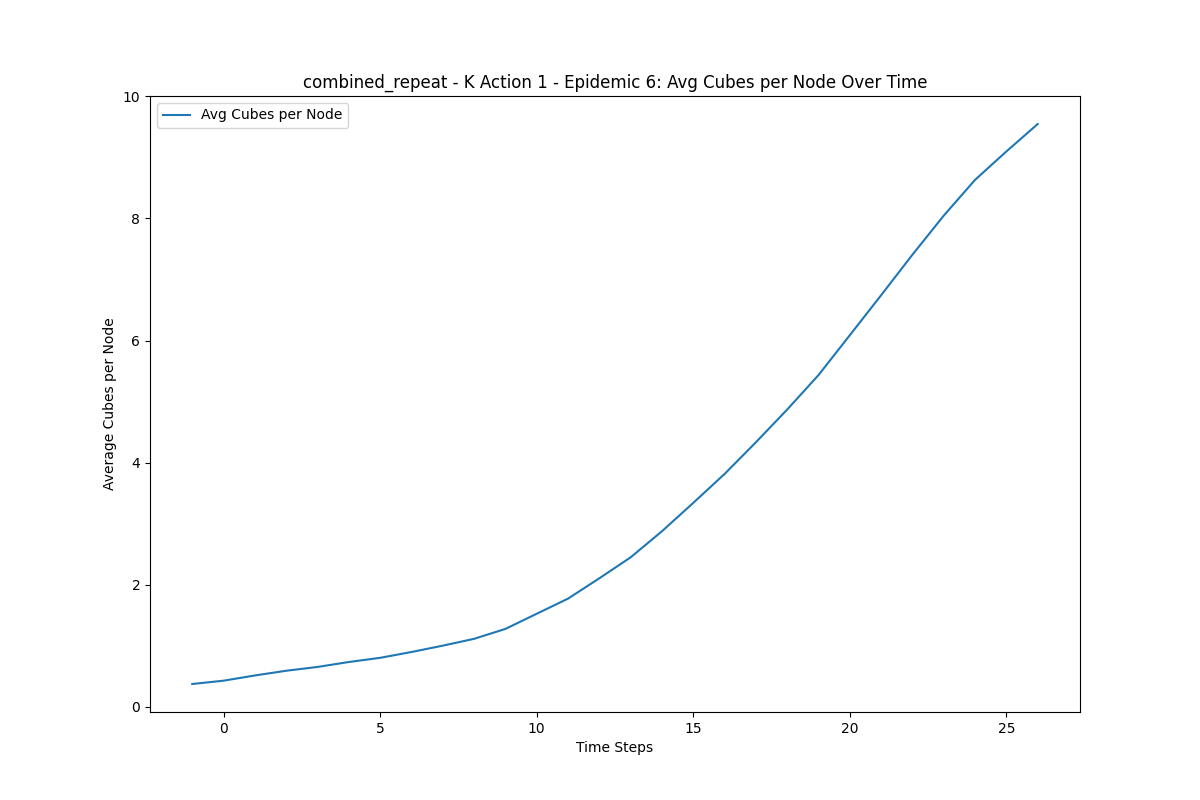 combined_repeat - K Action 1 - Epidemic 6: Avg Cubes per Node Over Time
Avg Cubes per Node
10
8
6
4
2
0
Average Cubes per Node
0 5 10 15 20 25
Time Steps